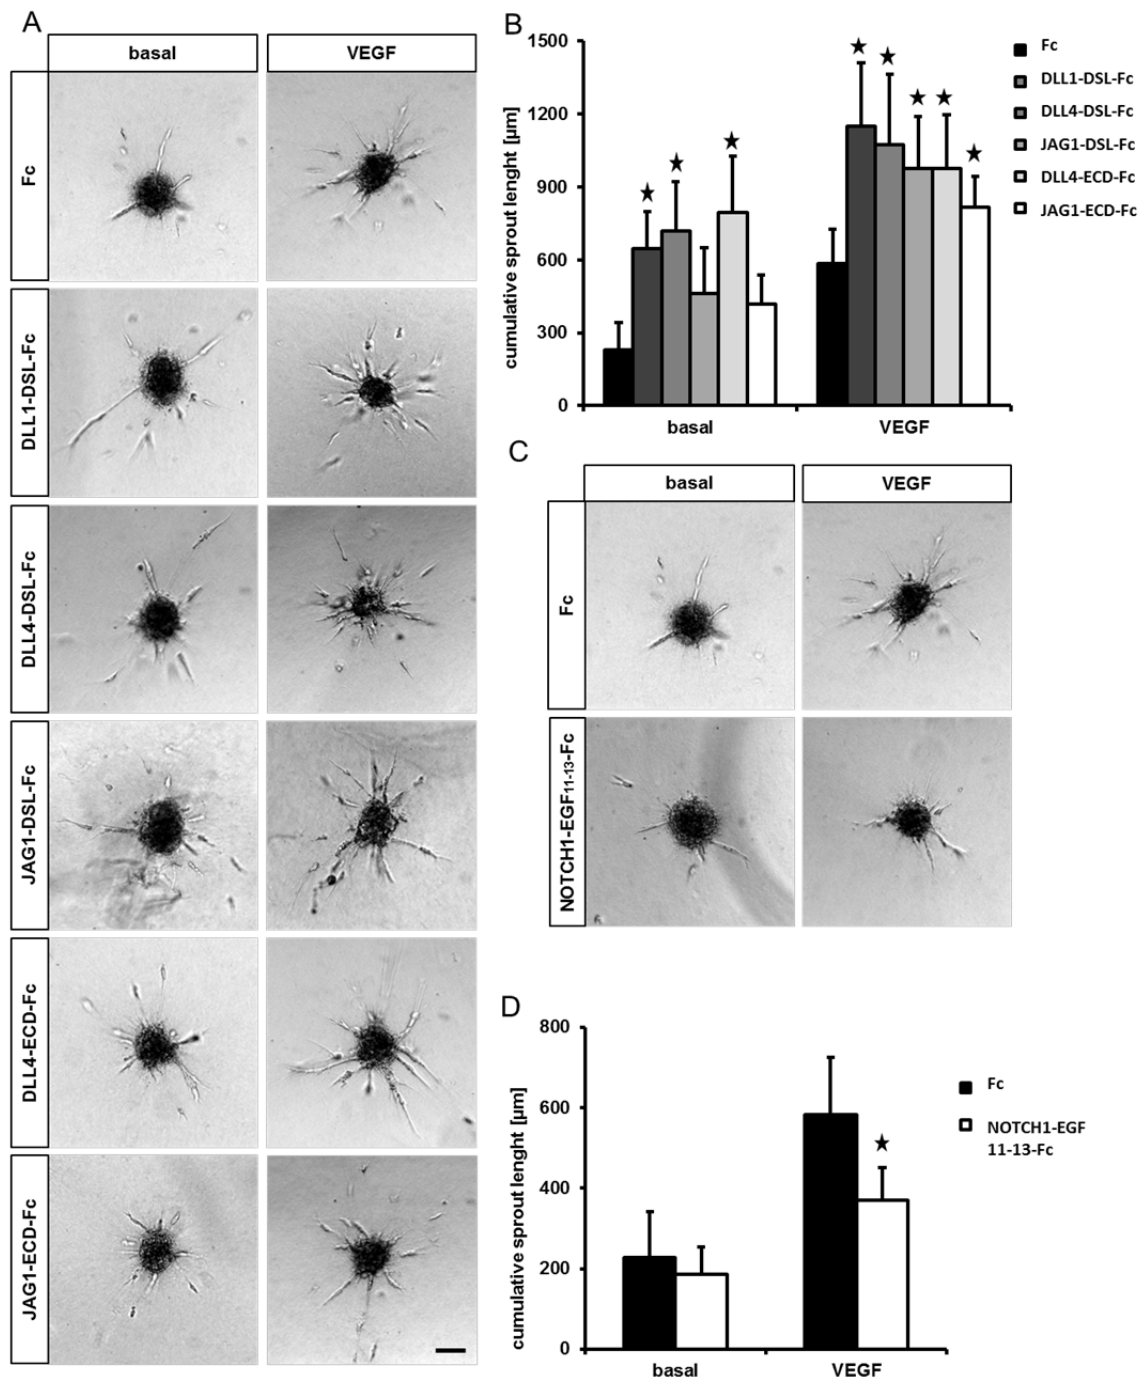 A
basal VEGF
Fc
DLL1-DSL-Fc
DLL4-DSL-Fc
JAG1-DSL-Fc
DLL4-ECD-Fc
JAG1-ECD-Fc
B
cumulative sprout lenght [µm]
1500
1200
900
600
300
0
basal VEGF
Fc
DLL1-DSL-Fc
DLL4-DSL-Fc
JAG1-DSL-Fc
DLL4-ECD-Fc
JAG1-ECD-Fc
C
basal VEGF
Fc
NOTCH1-EGF11-13-Fc
D
cumulative sprout lenght [µm]
800
600
400
200
0
basal VEGF
Fc
NOTCH1-EGF
11-13-Fc